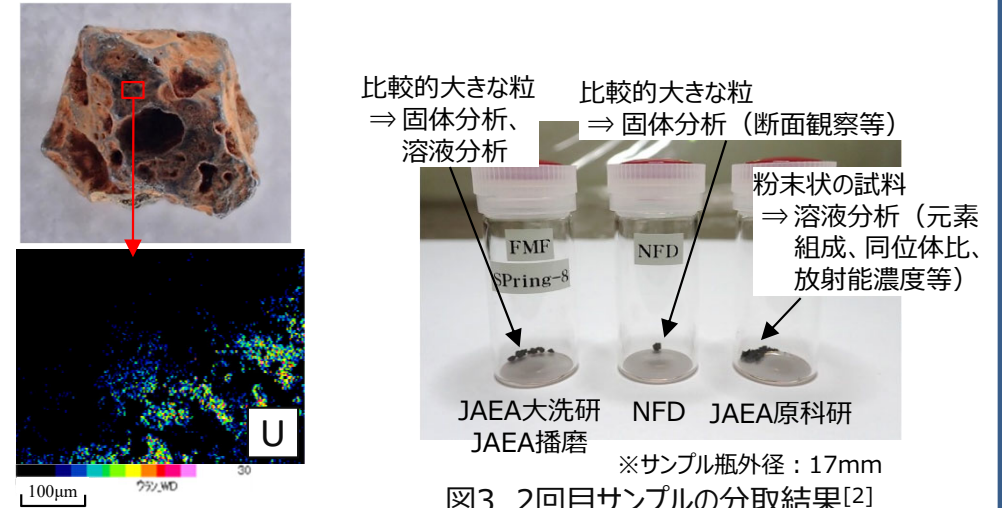 比較的大きな粒
⇒ 固体分析、
溶液分析
比較的大きな粒
⇒ 固体分析（断面観察等）
粉末状の試料
⇒ 溶液分析（元素
組成、同位体比、
放射能濃度等）
FMF
SPring-8
NFD
JAEA大洗研
JAEA播磨
NFD
JAEA原科研
※サンプル瓶外径：17mm
図3 2回目サンプルの分取結果[2]
U
30
ウラン_WD
100μm